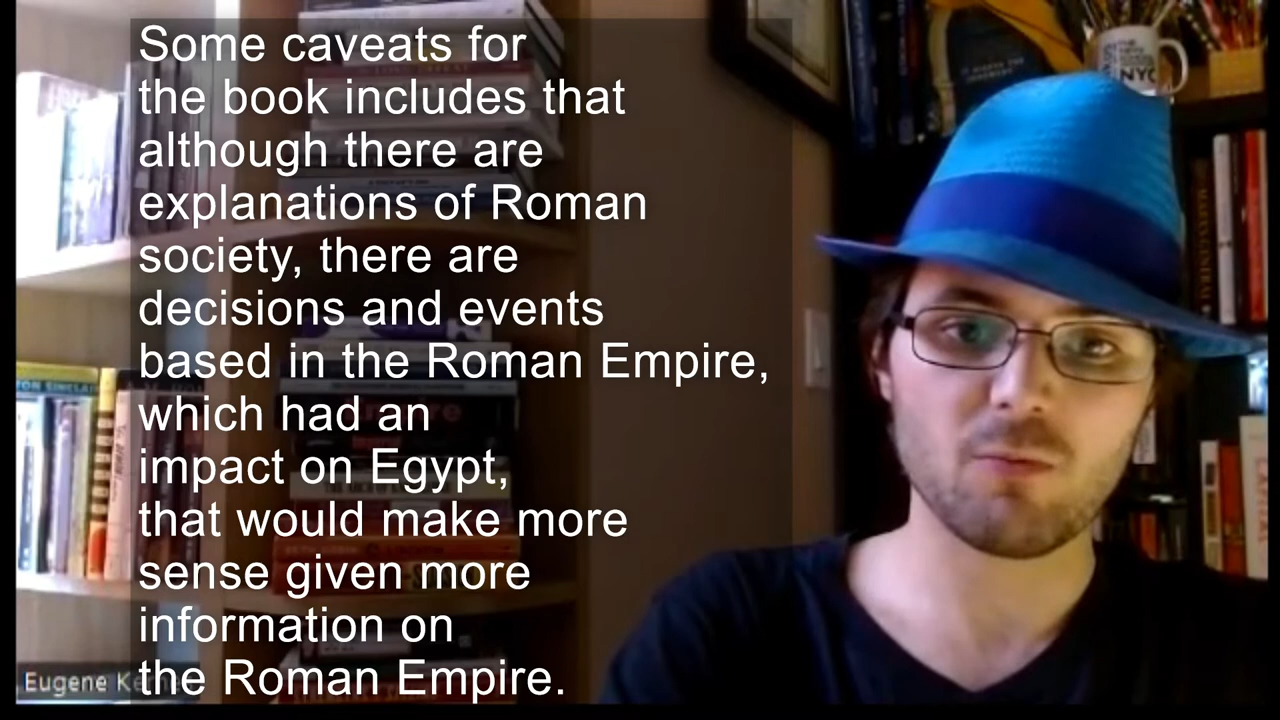 Some caveats for
the book includes that
although there are
explanations of Roman
society, there are
decisions and events
based in the Roman Empire,
which had an
impact on Egypt,
that would make more
sense given more
information on
the Roman Empire.
Eugene
NYC